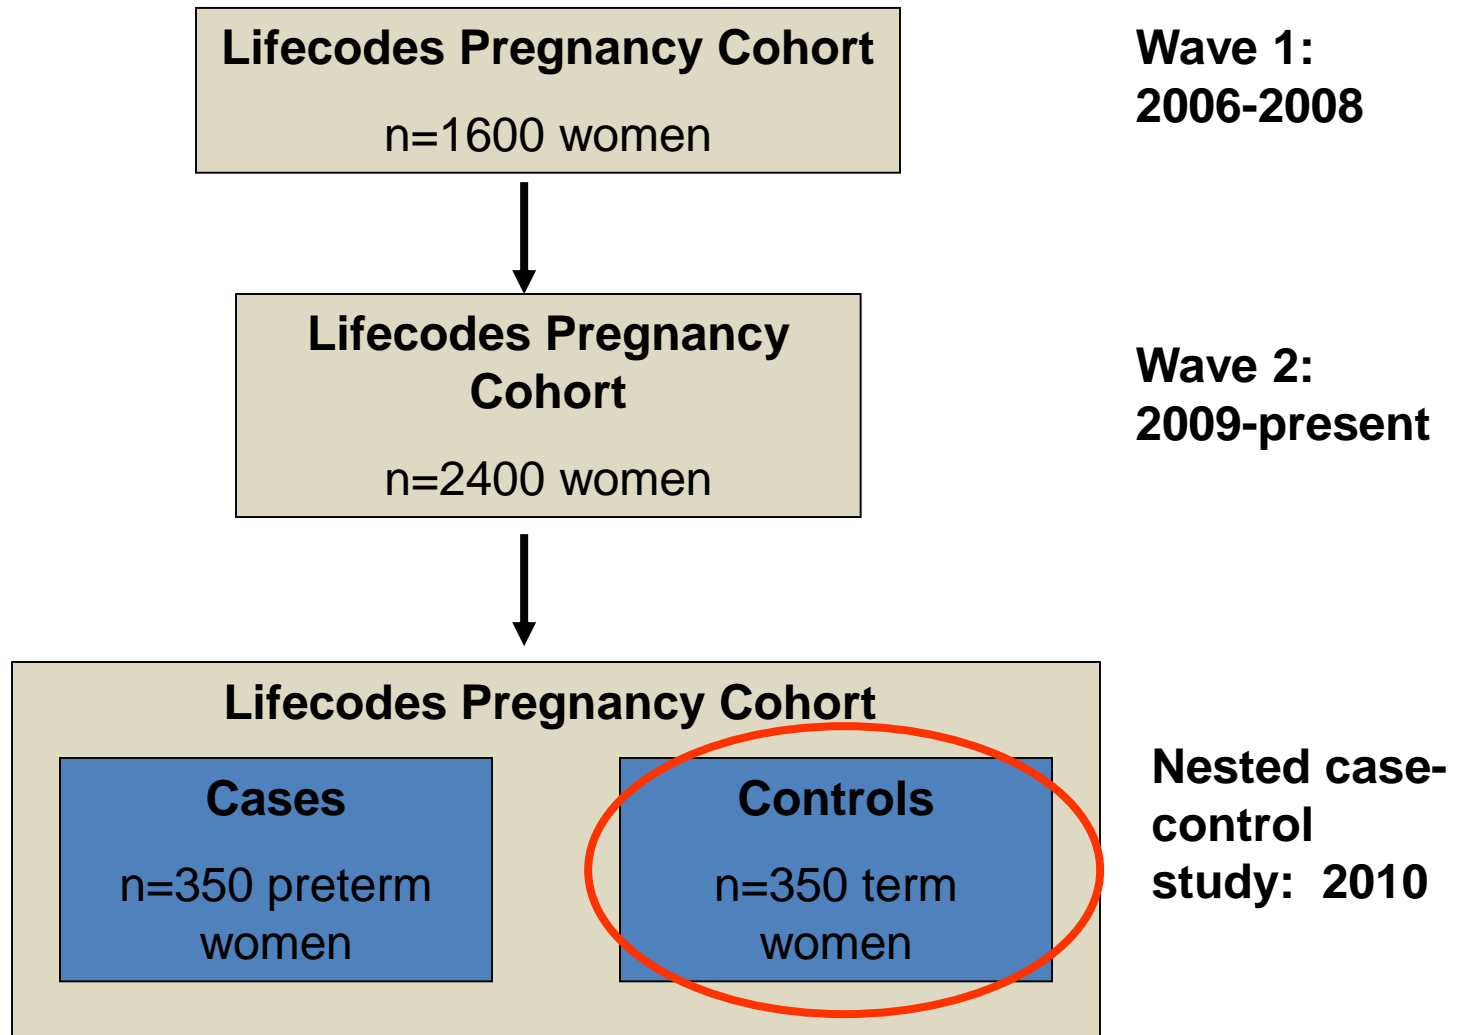 Lifecodes Pregnancy Cohort
n=1600 women
Wave 1:
2006-2008
Lifecodes Pregnancy
Cohort
n=2400 women
Wave 2:
2009-present
Lifecodes Pregnancy Cohort
Cases
n=350 preterm
women
Controls
n=350 term
women
Nested case-
control
study:  2010